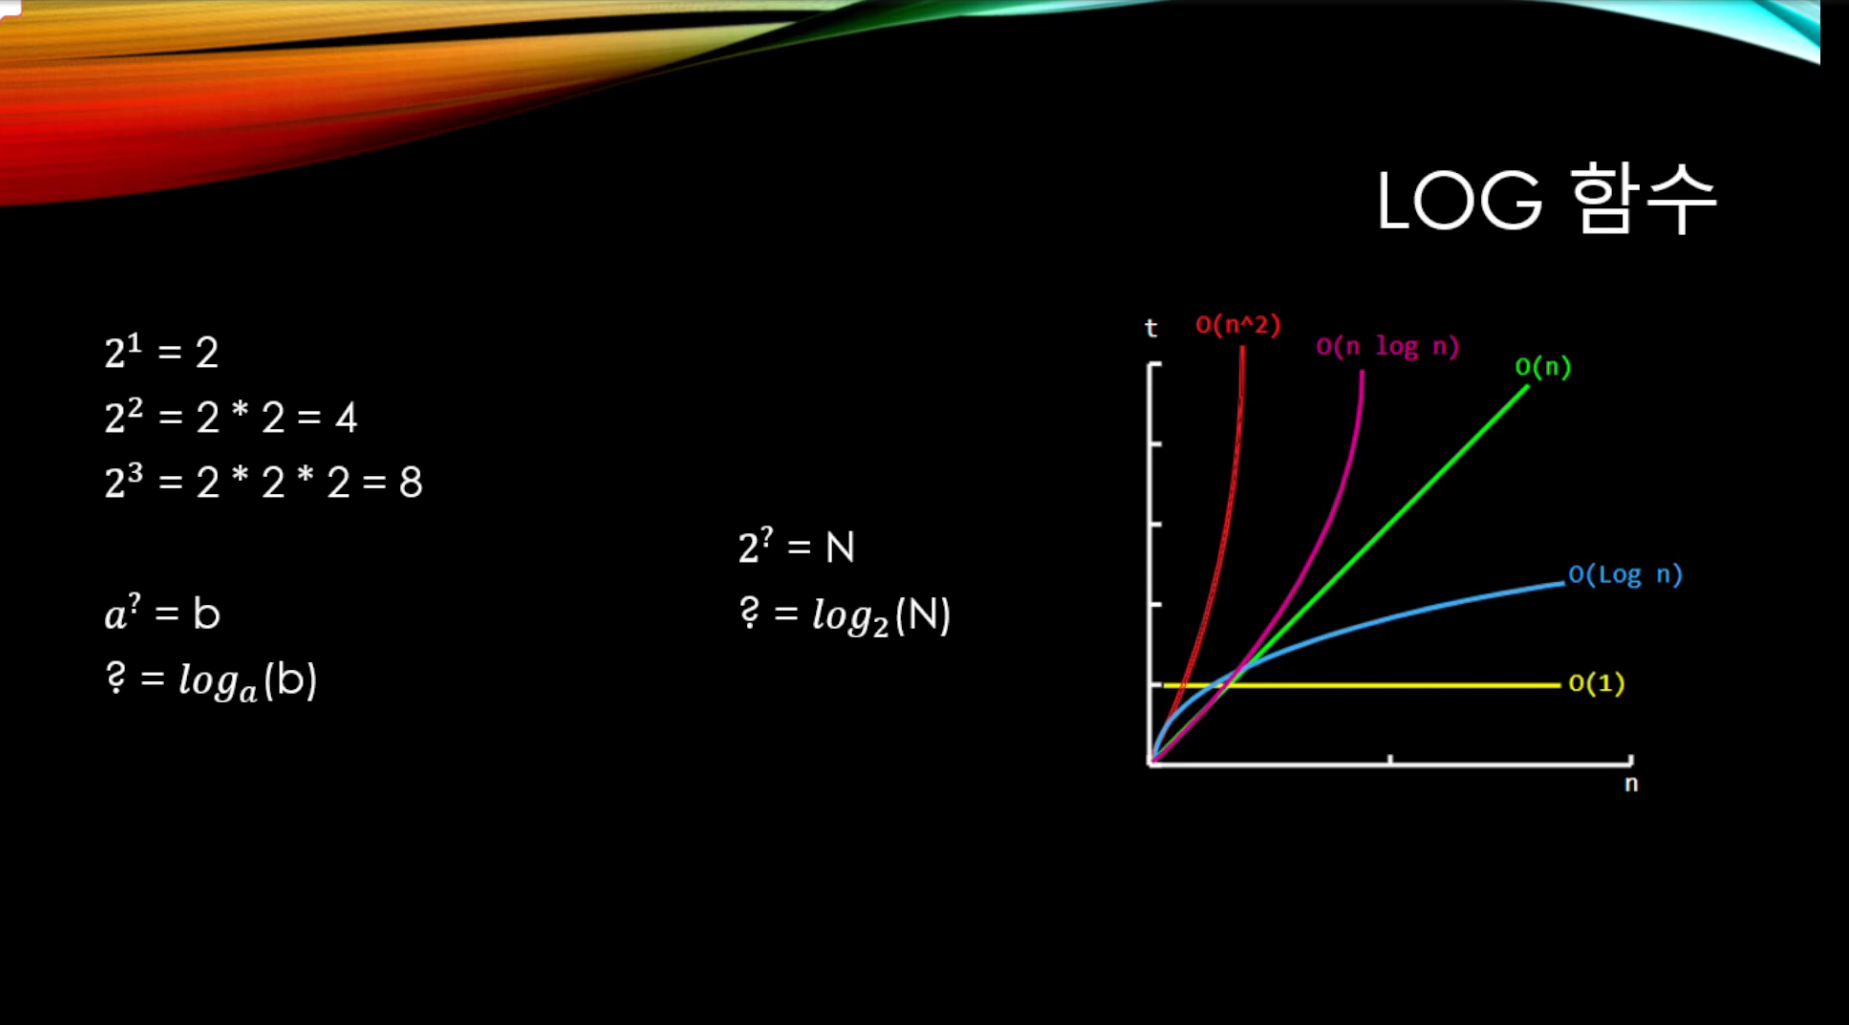 LOG 함수
2¹ = 2
2² = 2 * 2 = 4
2³ = 2 * 2 * 2 = 8
a^? = b
? = logₐ(b)
2^? = N
? = log₂(N)
t
O(n^2)
O(n log n)
O(n)
O(Log n)
O(1)
n